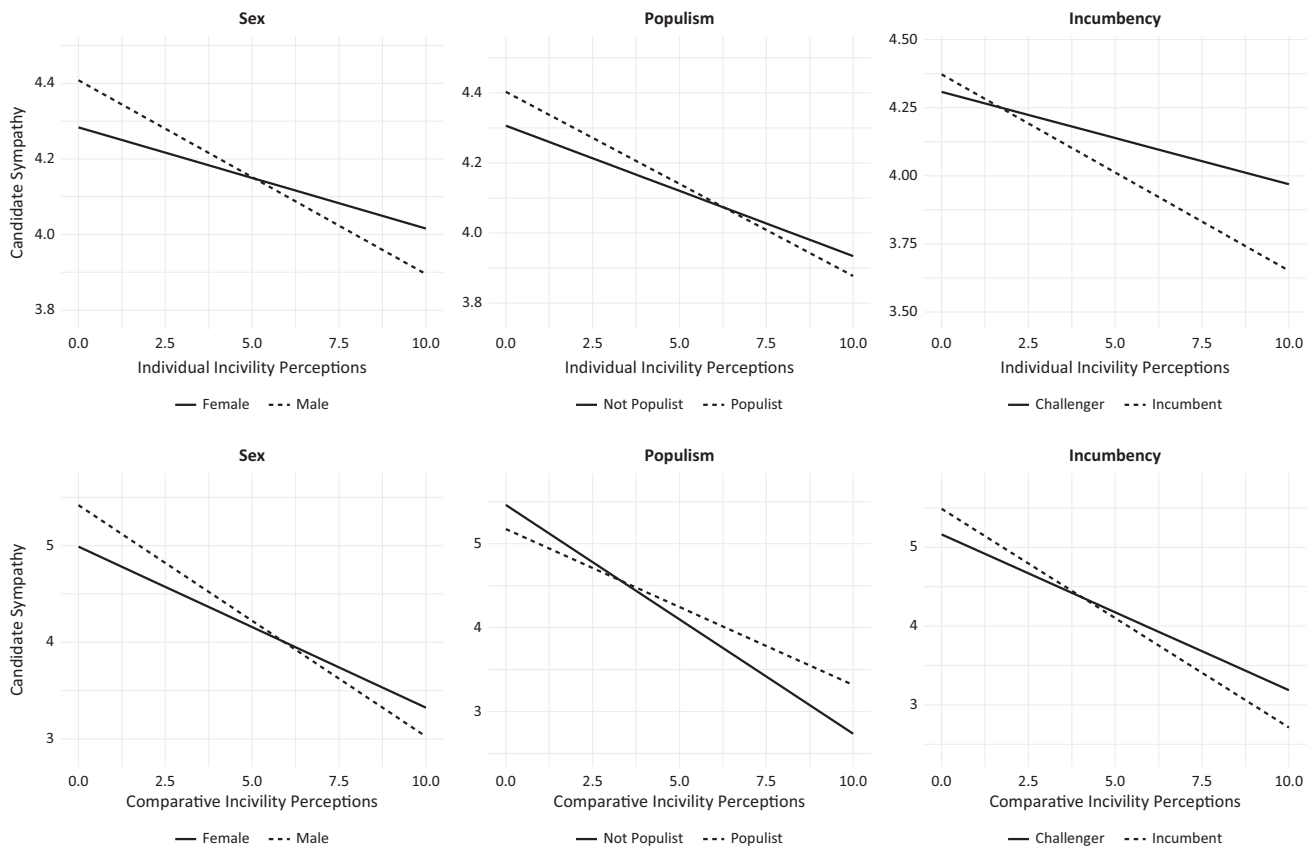 Sex
Populism
Incumbency
Candidate Sympathy
4.4
4.2
4.0
3.8
4.4
4.2
4.0
3.8
4.50
4.25
4.00
3.75
3.50
0.0 2.5 5.0 7.5 10.0
0.0 2.5 5.0 7.5 10.0
0.0 2.5 5.0 7.5 10.0
Individual Incivility Perceptions
Individual Incivility Perceptions
Individual Incivility Perceptions
Female Male
Not Populist Populist
Challenger Incumbent
Sex
Populism
Incumbency
Candidate Sympathy
5
4
3
5
4
3
5
4
3
0.0 2.5 5.0 7.5 10.0
0.0 2.5 5.0 7.5 10.0
0.0 2.5 5.0 7.5 10.0
Comparative Incivility Perceptions
Comparative Incivility Perceptions
Comparative Incivility Perceptions
Female Male
Not Populist Populist
Challenger Incumbent